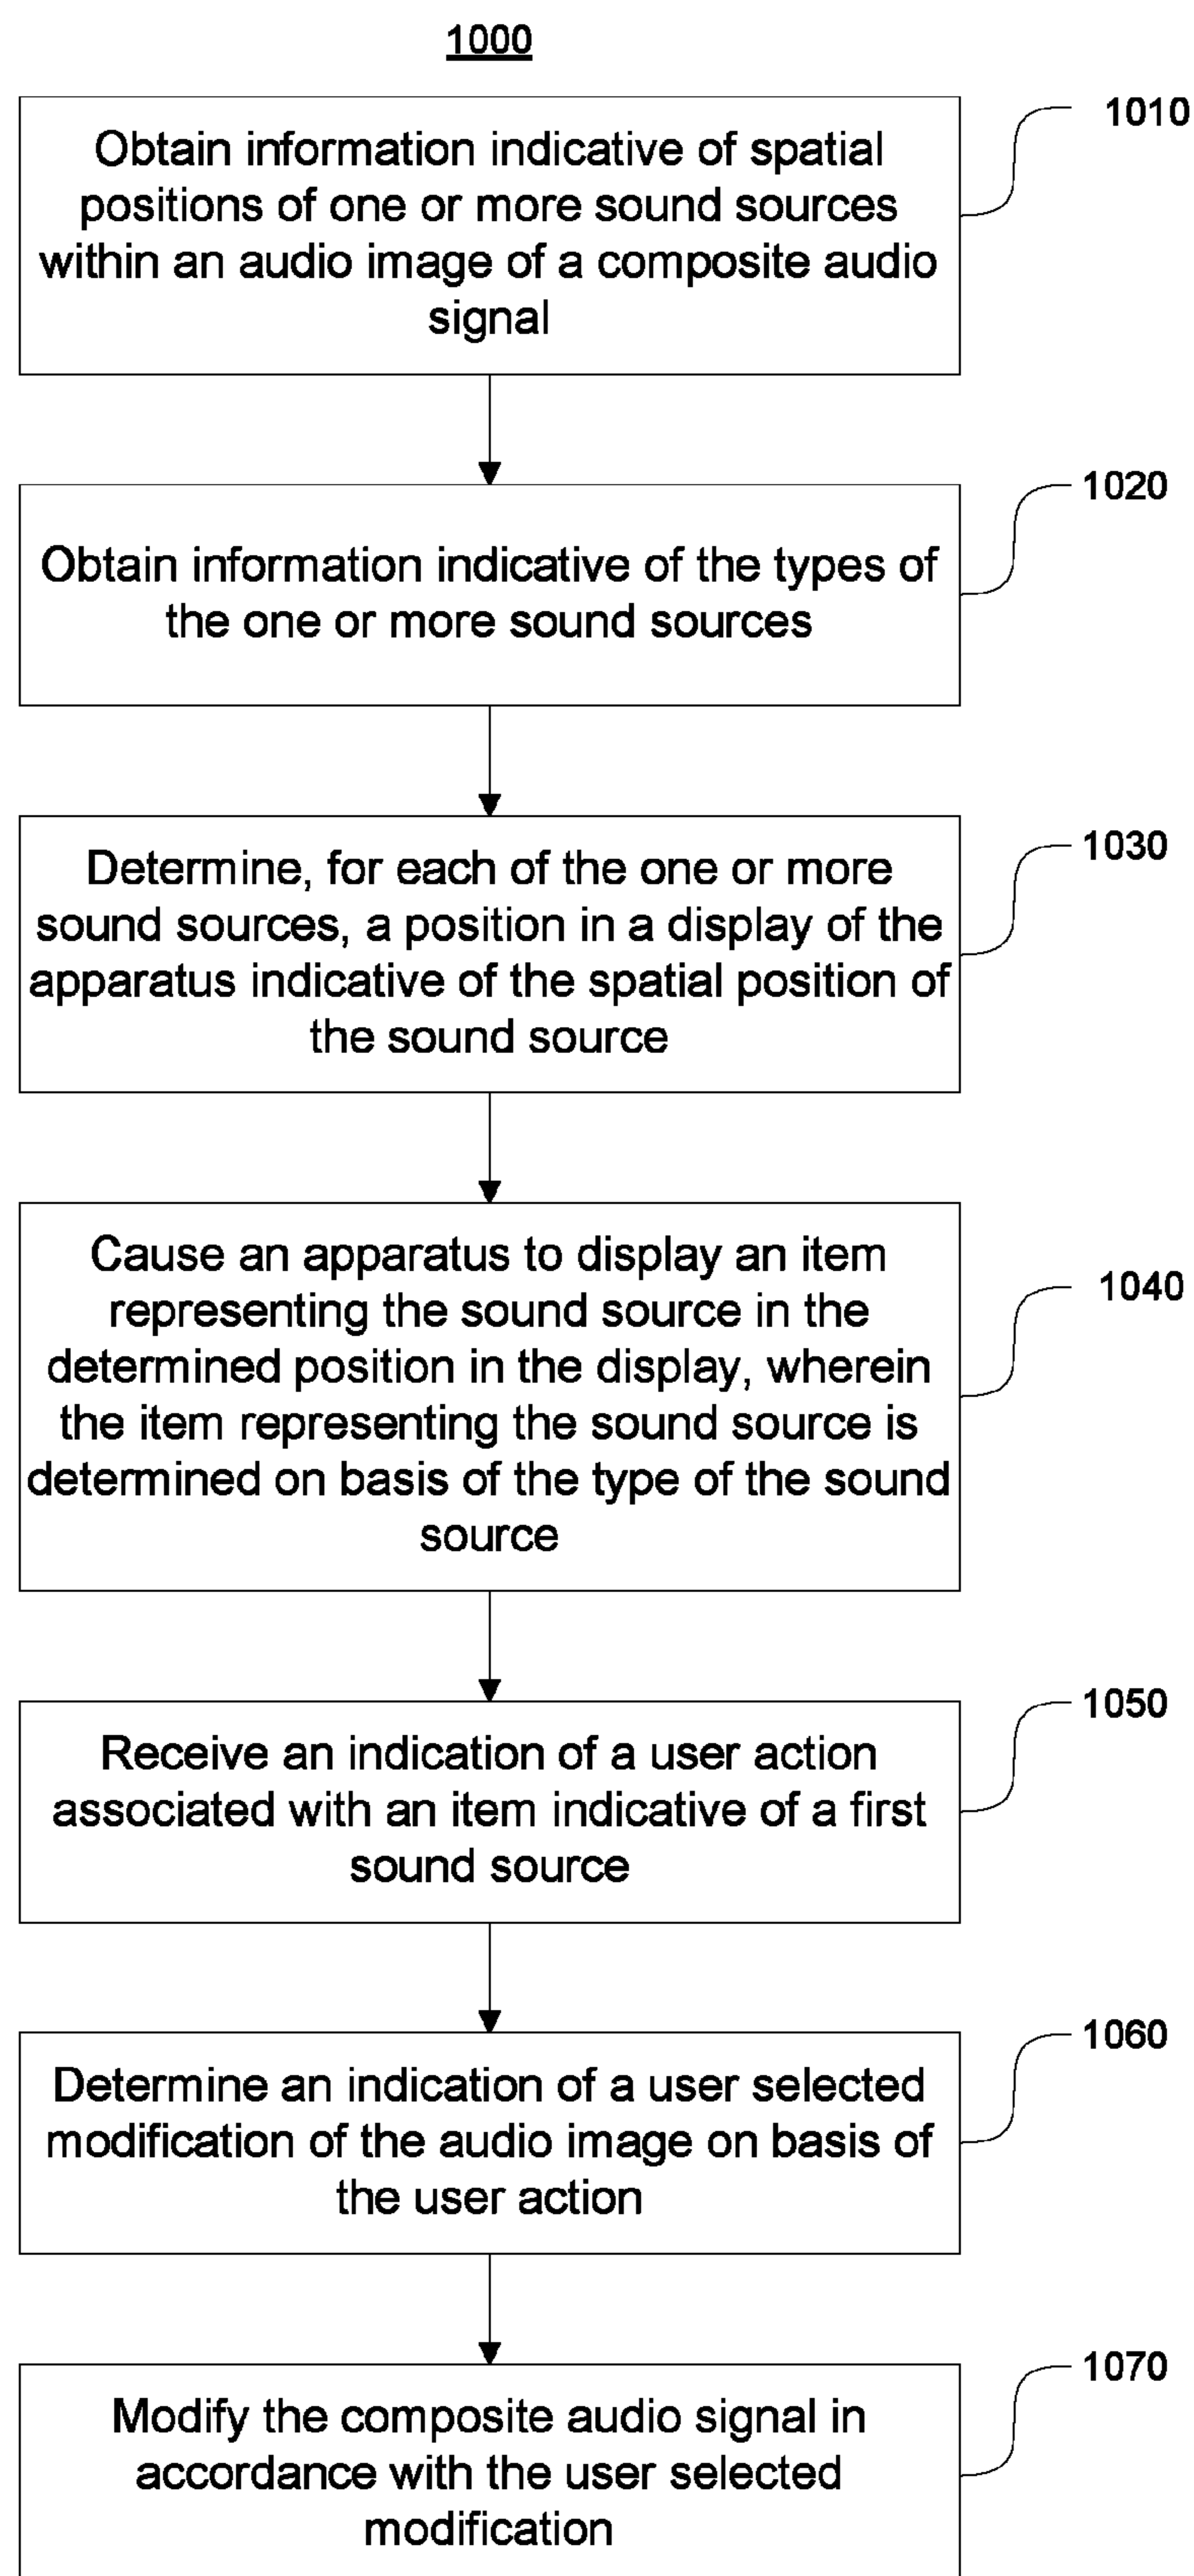 1000
Obtain information indicative of spatial
positions of one or more sound sources
within an audio image of a composite audio
signal
1010
Obtain information indicative of the types of
the one or more sound sources
1020
Determine, for each of the one or more
sound sources, a position in a display of the
apparatus indicative of the spatial position of
the sound source
1030
Cause an apparatus to display an item
representing the sound source in the
determined position in the display, wherein
the item representing the sound source is
determined on basis of the type of the sound
source
1040
Receive an indication of a user action
associated with an item indicative of a first
sound source
1050
Determine an indication of a user selected
modification of the audio image on basis of
the user action
1060
Modify the composite audio signal in
accordance with the user selected
modification
1070